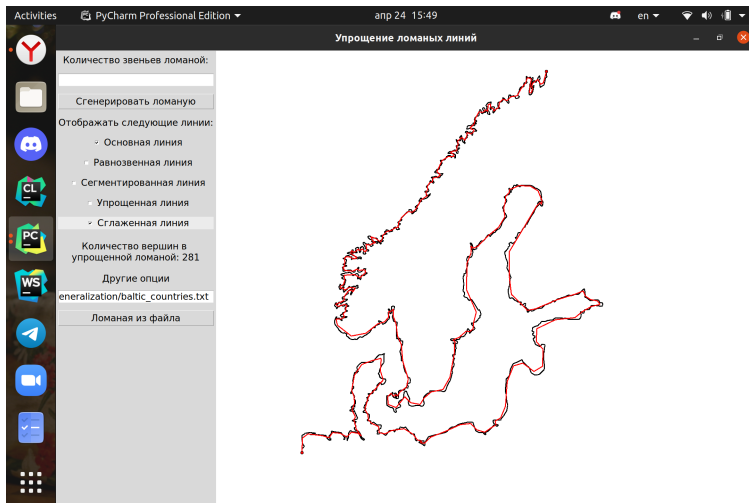 Activities
PyCharm Professional Edition
апр 24 15:49
en
Упрощение ломаных линий
Количество звеньев ломаной:
Сгенерировать ломаную
Отображать следующие линии:
Основная линия
Равнозвенная линия
Сегментированная линия
Упрощенная линия
Сглаженная линия
Количество вершин в
упрощенной ломаной: 281
Другие опции
eneralization/baltic_countries.txt
Ломаная из файла
CL
PC
WS